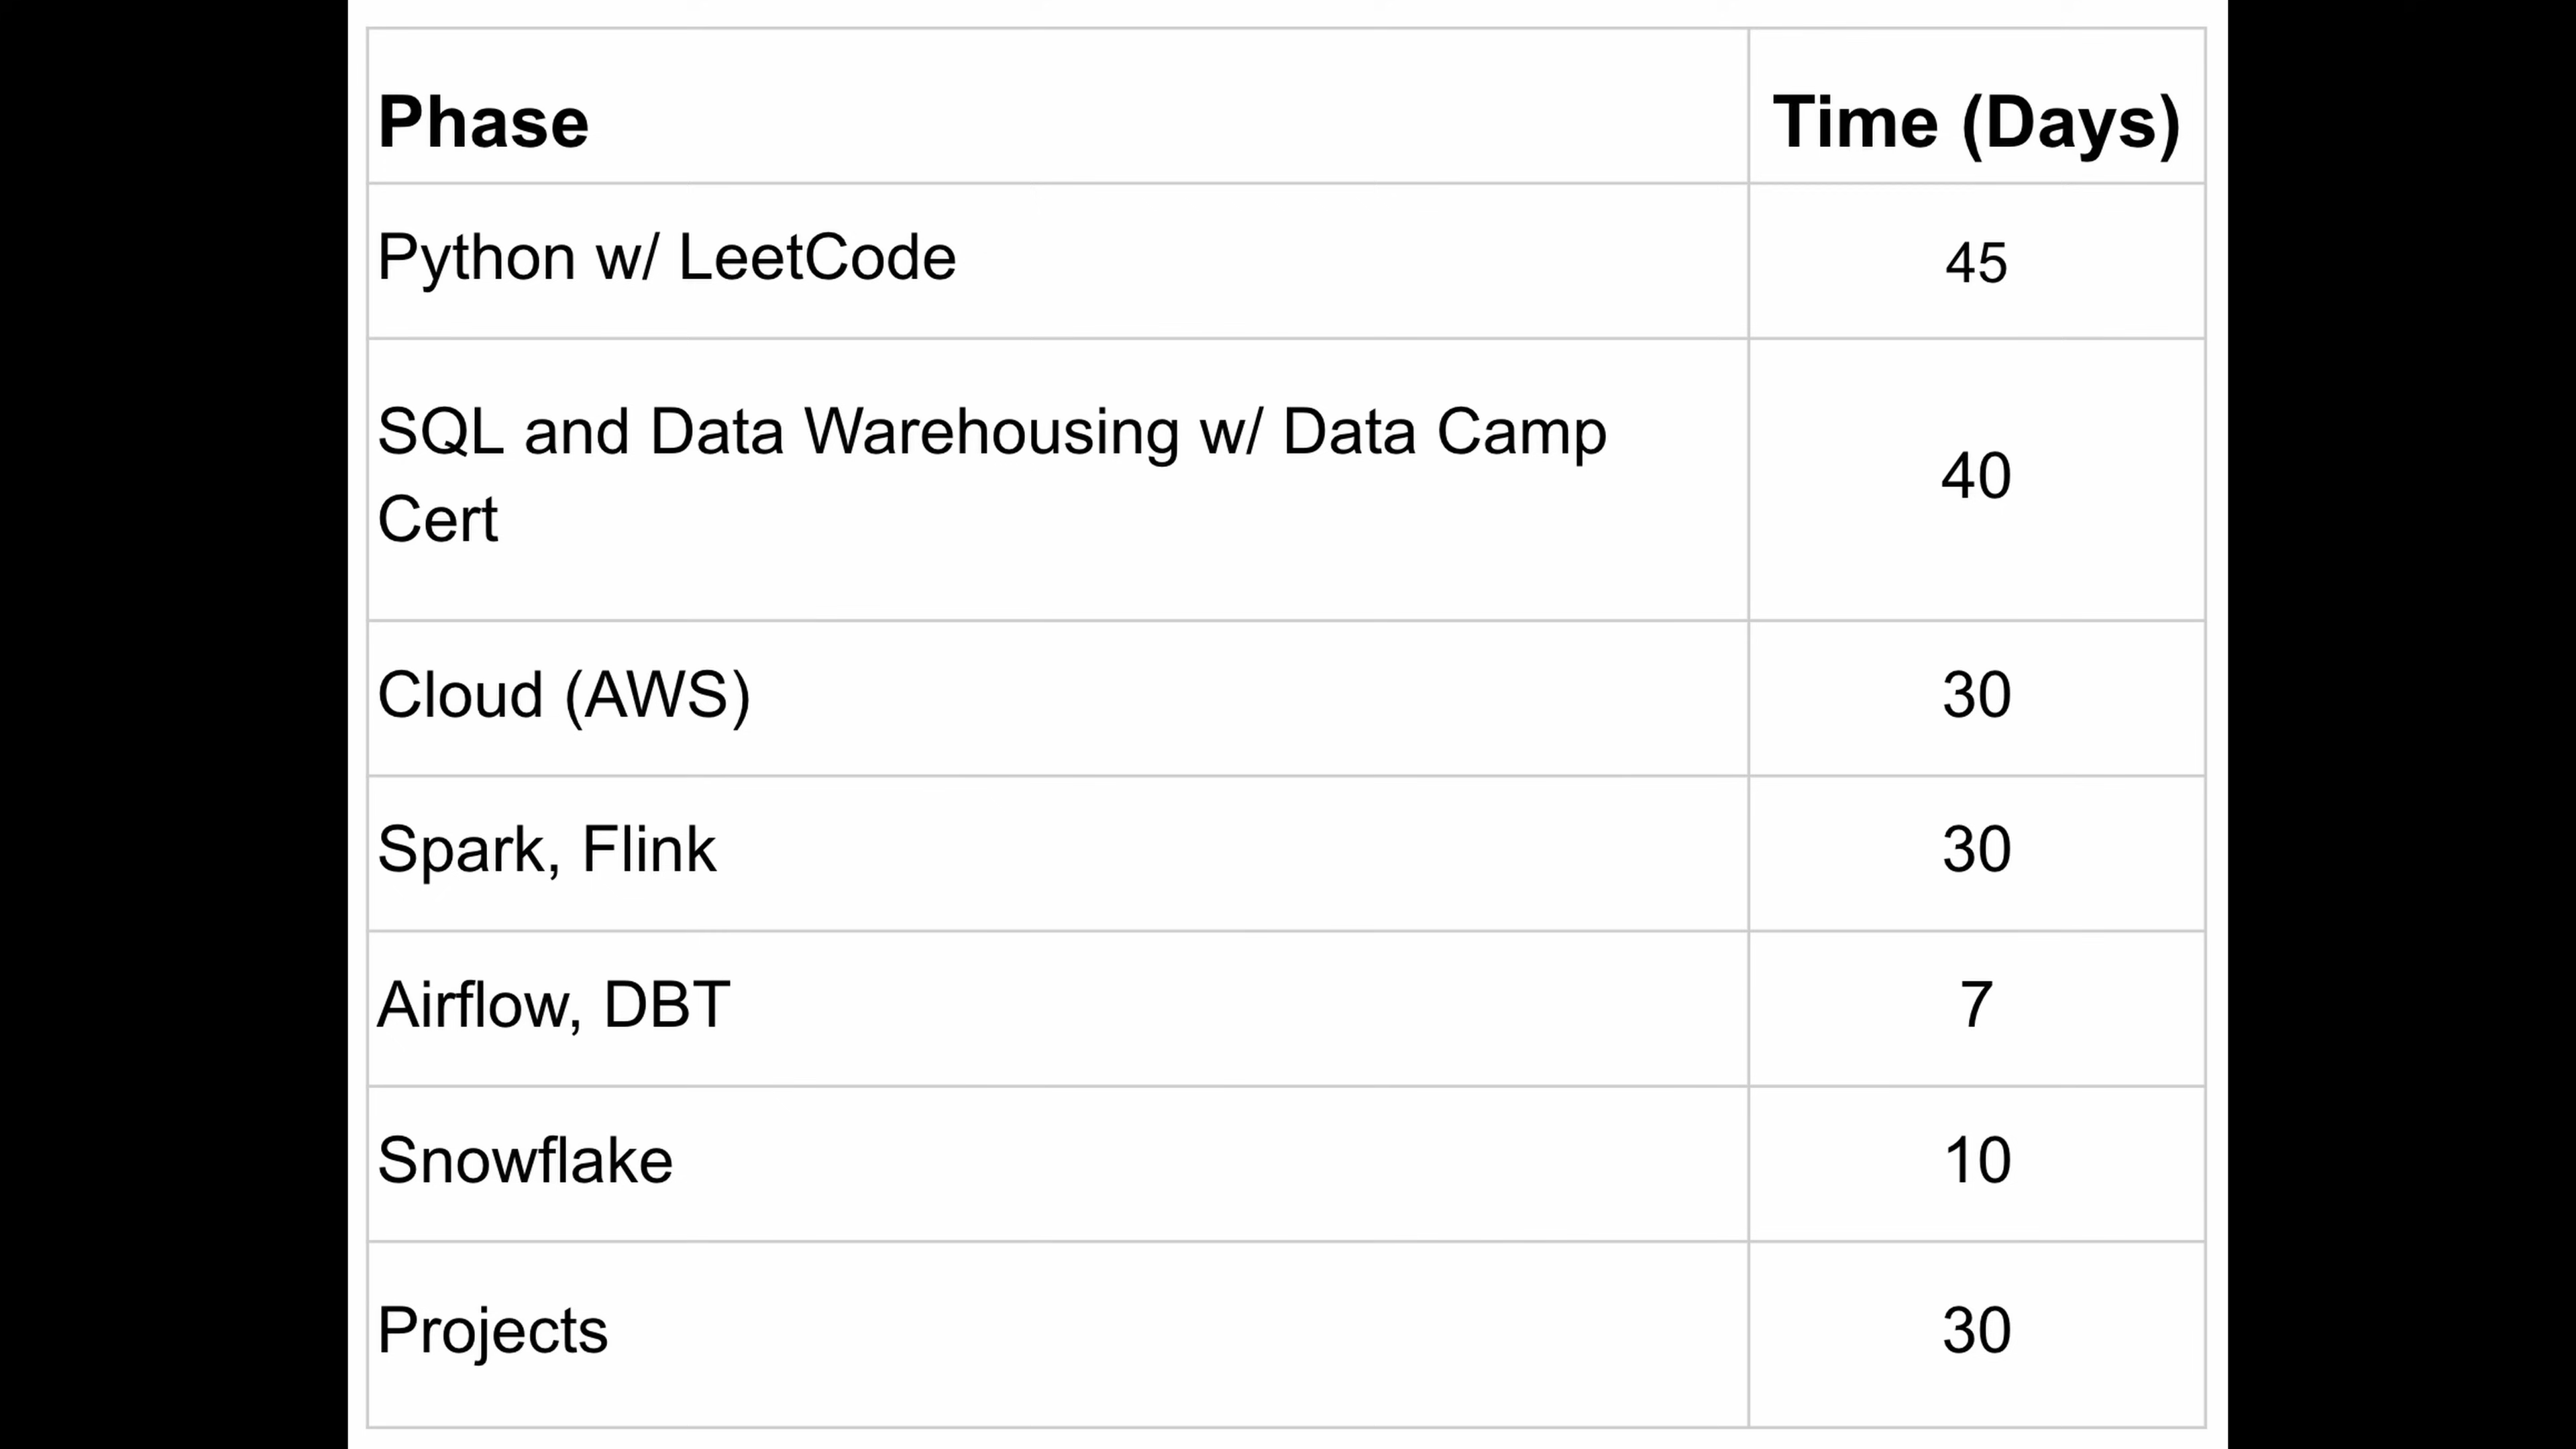 Phase Time (Days)
Python w/ LeetCode 45
SQL and Data Warehousing w/ Data Camp
Cert 40
Cloud (AWS) 30
Spark, Flink 30
Airflow, DBT 7
Snowflake 10
Projects 30